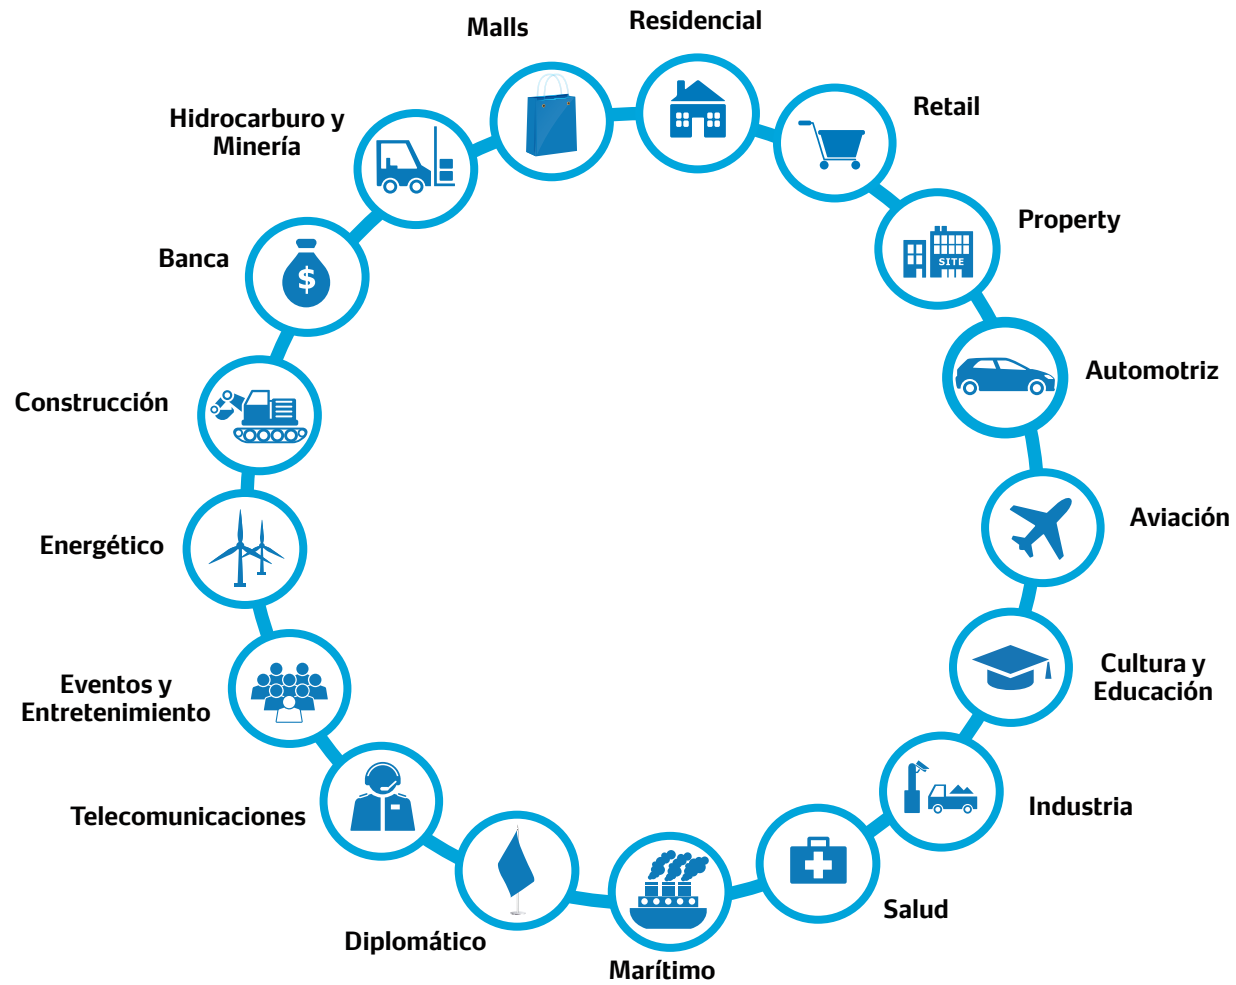 Malls
Residencial
Retail
Hidrocarburo y
Minería
Property
SITE
Banca
$
Automotriz
Construcción
Aviación
Energético
Cultura y
Educación
Eventos y
Entretenimiento
Industria
Telecomunicaciones
Salud
Diplomático
Marítimo